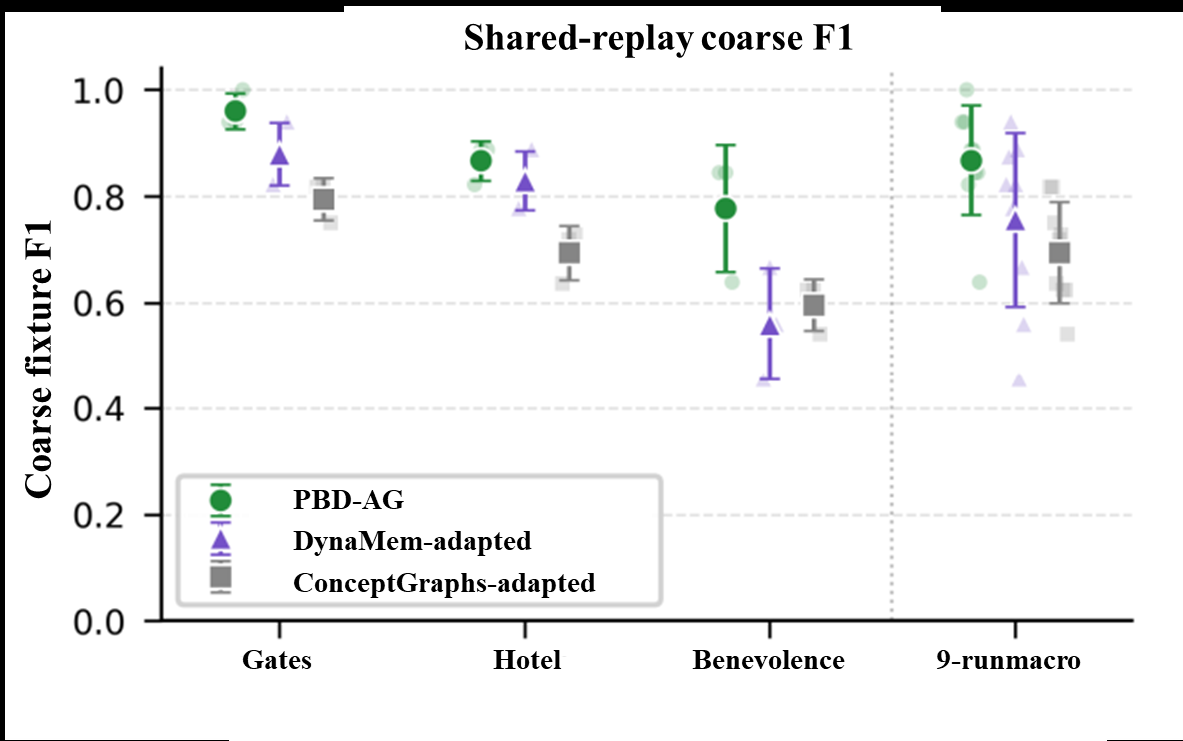 Shared-replay coarse F1
Coarse fixture F1
1.0
0.8
0.6
0.4
0.2
0.0
PBD-AG
DynaMem-adapted
ConceptGraphs-adapted
Gates Hotel Benevolence 9-runmacro